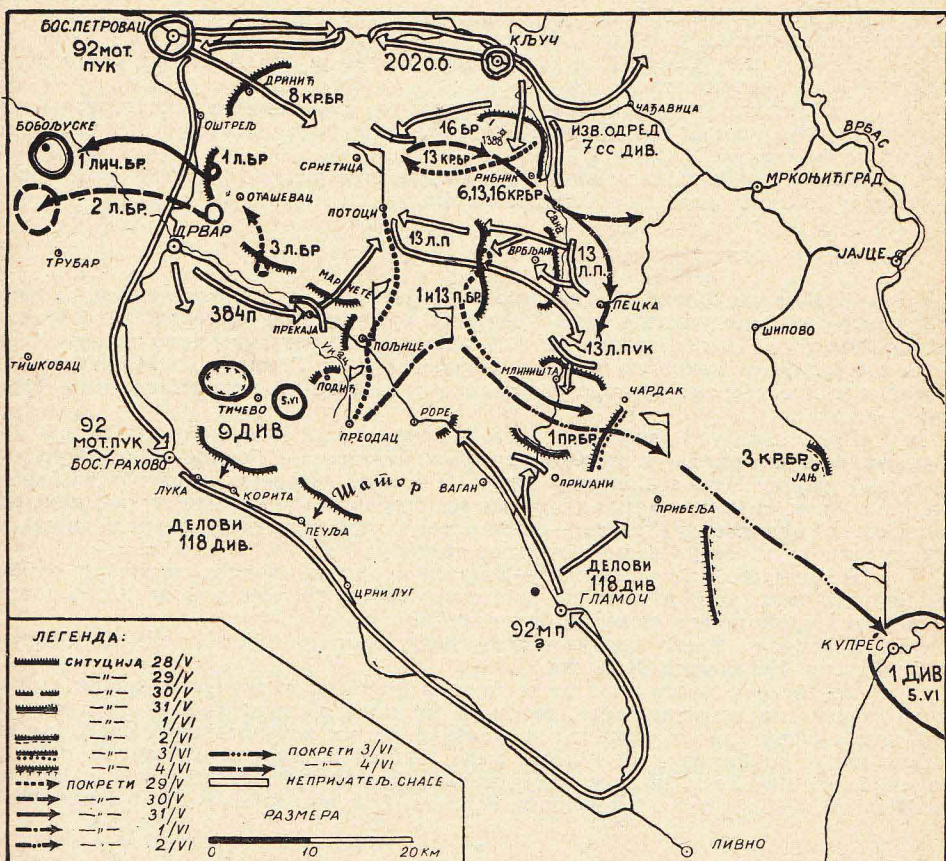 БОС. ПЕТРОВАЦ
92 МОТ.
ПУК
КЉУЧ
202 о.б.
ДРИНИЋ
8 КР.БР.
ЧАЂАВИЦА
ОШТРЕЉ
БОБОЉУСКЕ
1 ЛИЧ. БР.
1 Л.БР
16 БР
1388
ИЗВ. ОДРЕД
7 СС ДИВ.
ВРБАС
13 КР.БР
СРНЕТИЦА
РИБНИК
6,13,16 КР.БР
МРКОЊИЋ ГРАД
2 Л.БР.
ОТАШЕВАЦ
ПОТОЦИ
САНА
ДРВАР
13 Л.П
ВРБЉАНИ
13
Л.П.
ЈАЈЦЕ
ТРУБАР
3 Л.БР
384 П
ПРЕКАЈА
1 И 13 П.БР.
ПЕЦКА
ШИПОВО
УНАЦ
ПОЉИЦЕ
13 Л.ПУК
ТИШКОВАЦ
ПОДИЋ
МЛИНИШТА
ЧАРДАК
ТИЧЕВО
5.VI
9 ДИВ
ПРЕОДАЦ
РОРЕ
1 ПР.БР
3 КР.БР.
ЈАЊ
92
МОТ. ПУК
БОС. ГРАХОВО
ЛУКА
КОРИТА
Шатор
ВАГАН
ПРИЈАНИ
ПРИБЕЉА
ПЕУЉА
ДЕЛОВИ
118 ДИВ.
ЦРНИ ЛУГ
ДЕЛОВИ
118 ДИВ
ГЛАМОЧ
92 МП
КУПРЕС
1 ДИВ
5.VI
ЛИВНО
ЛЕГЕНДА:
СИТУЦИЈА 28/V
—"— 29/V
—"— 30/V
—"— 31/V
—"— 1/VI
—"— 2/VI
—"— 3/VI
—"— 4/VI
ПОКРЕТИ 29/V
—"— 30/V
—"— 31/V
—"— 1/VI
—"— 2/VI
ПОКРЕТИ 3/VI
—"— 4/VI
НЕПРИЈАТЕЉ. СНАГЕ
РАЗМЕРА
0 10 20 Км